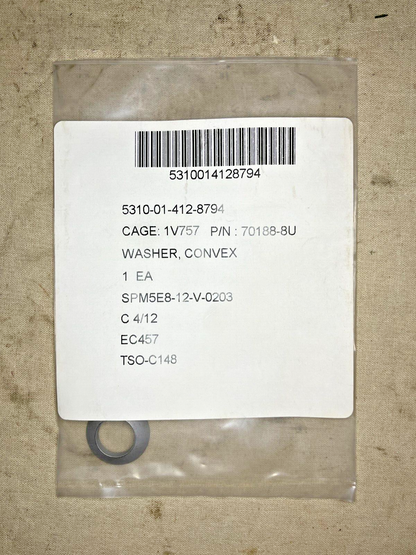 5310014128794
5310-01-412-8794
CAGE: 1V757 P/N : 70188-8U
WASHER, CONVEX
1 EA
SPM5E8-12-V-0203
C 4/12
EC457
TSO-C148